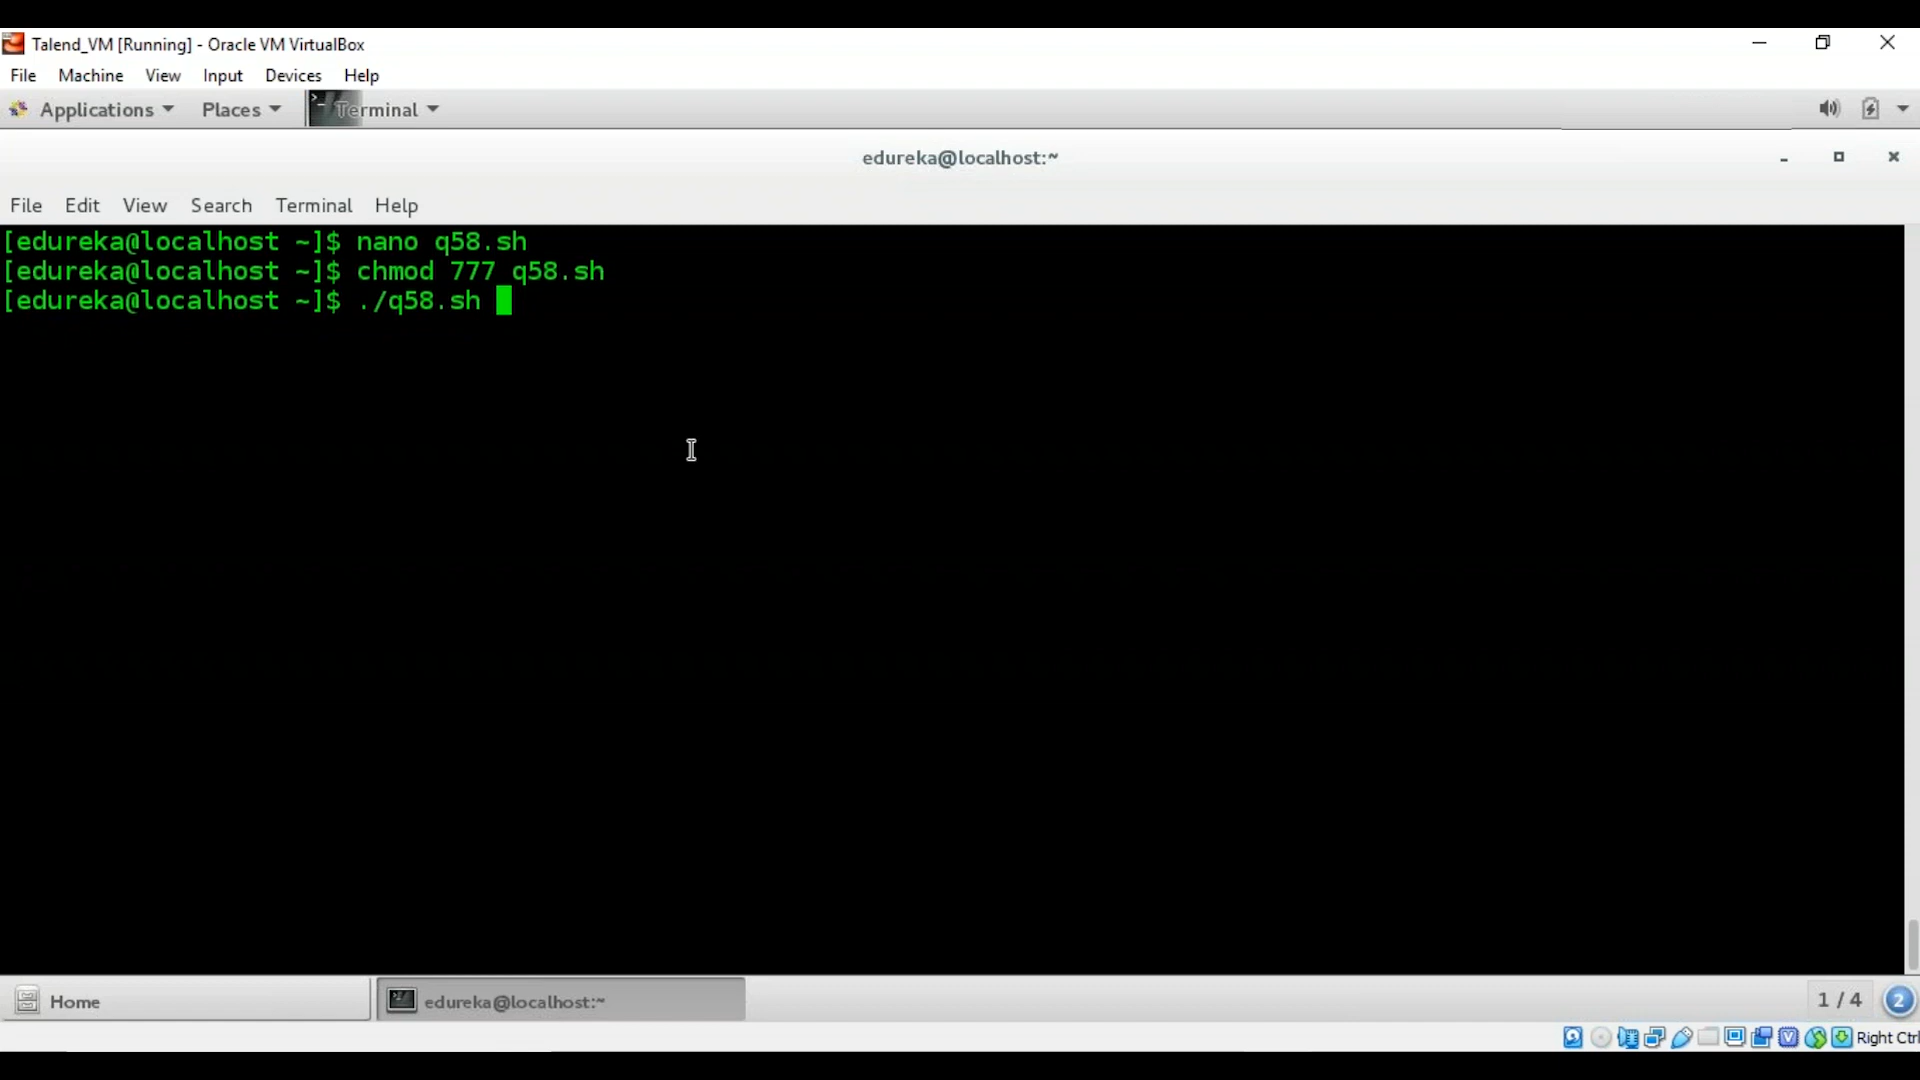 Talend_VM [Running] - Oracle VM VirtualBox
File Machine View Input Devices Help
Applications Places Terminal
edureka@localhost:~
File Edit View Search Terminal Help
[edureka@localhost ~]$ nano q58.sh
[edureka@localhost ~]$ chmod 777 q58.sh
[edureka@localhost ~]$ ./q58.sh
Home edureka@localhost:~ 1 / 4 2
Right Ctrl